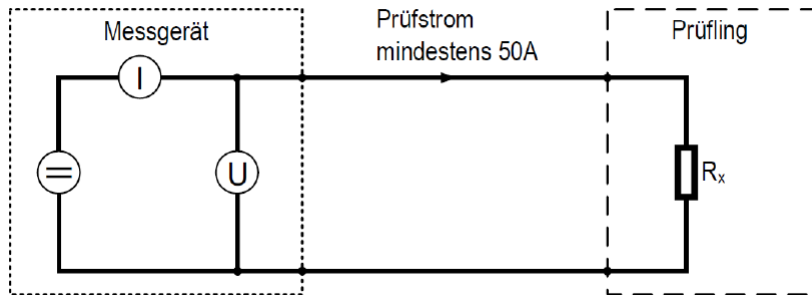 Messgerät
Prüfstrom
mindestens 50A
Prüfling
I
U
Rx